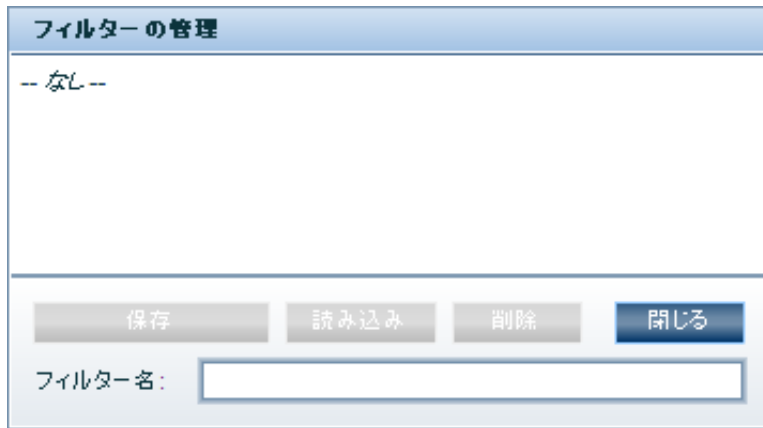 フィルターの管理
-- なし --
保存 読み込み 削除 閉じる
フィルター名: